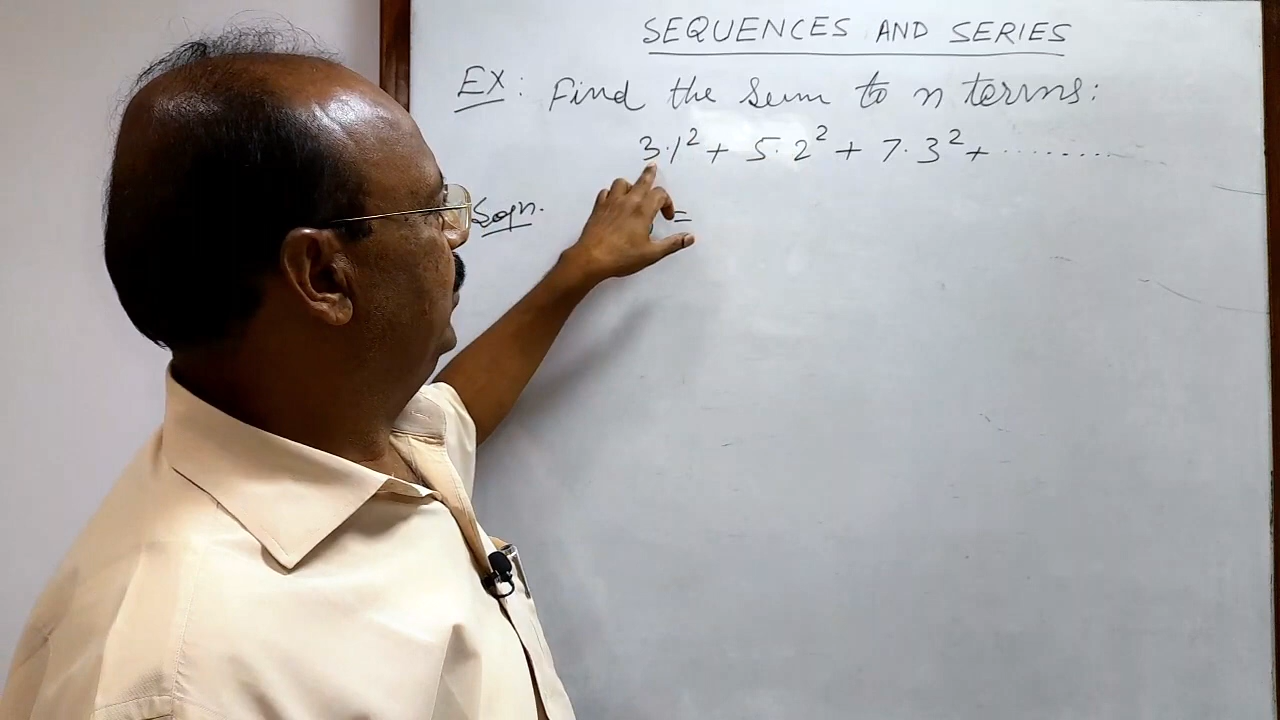 SEQUENCES AND SERIES
EX: Find the sum to n terms:
3·1² + 5·2² + 7·3² + ........
Soln.
=